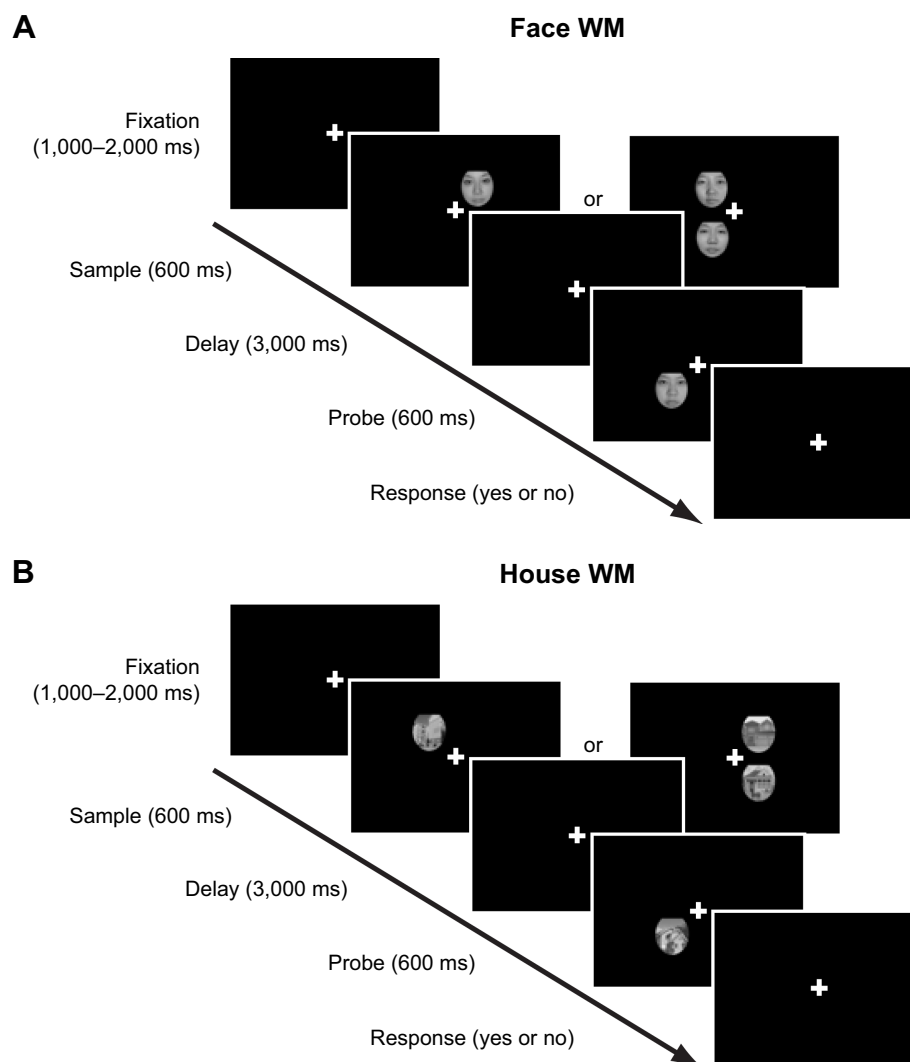 A
Face WM
Fixation
(1,000–2,000 ms)
or
Sample (600 ms)
Delay (3,000 ms)
Probe (600 ms)
Response (yes or no)
B
House WM
Fixation
(1,000–2,000 ms)
or
Sample (600 ms)
Delay (3,000 ms)
Probe (600 ms)
Response (yes or no)